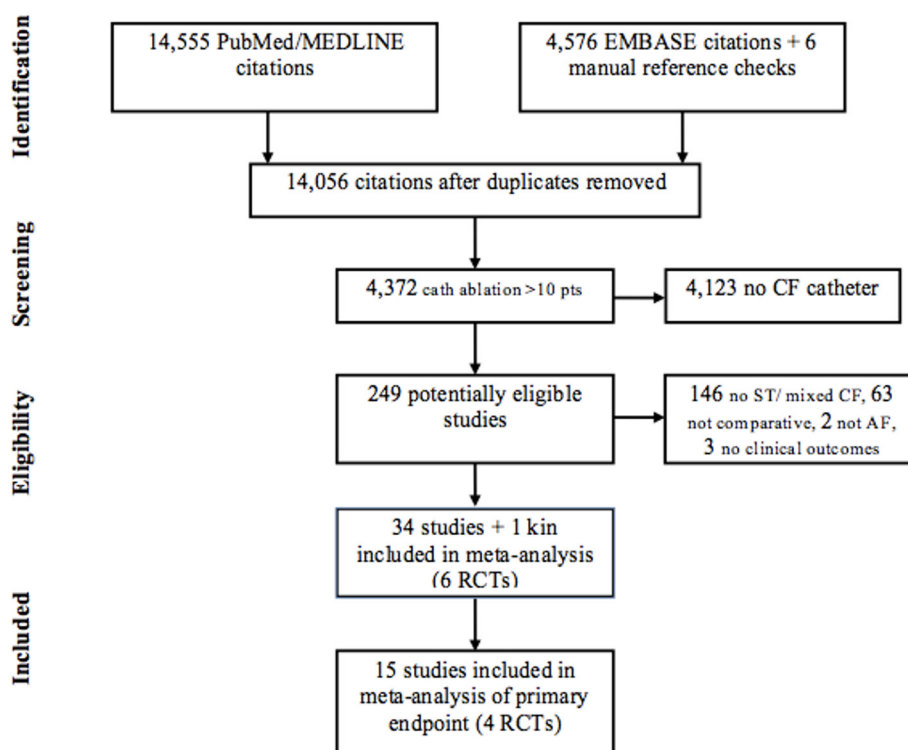 Identification
14,555 PubMed/MEDLINE
citations
4,576 EMBASE citations + 6
manual reference checks
14,056 citations after duplicates removed
Screening
4,372 cath ablation >10 pts
4,123 no CF catheter
Eligibility
249 potentially eligible
studies
146 no ST/ mixed CF, 63
not comparative, 2 not AF,
3 no clinical outcomes
34 studies + 1 kin
included in meta-analysis
(6 RCTs)
Included
15 studies included in
meta-analysis of primary
endpoint (4 RCTs)